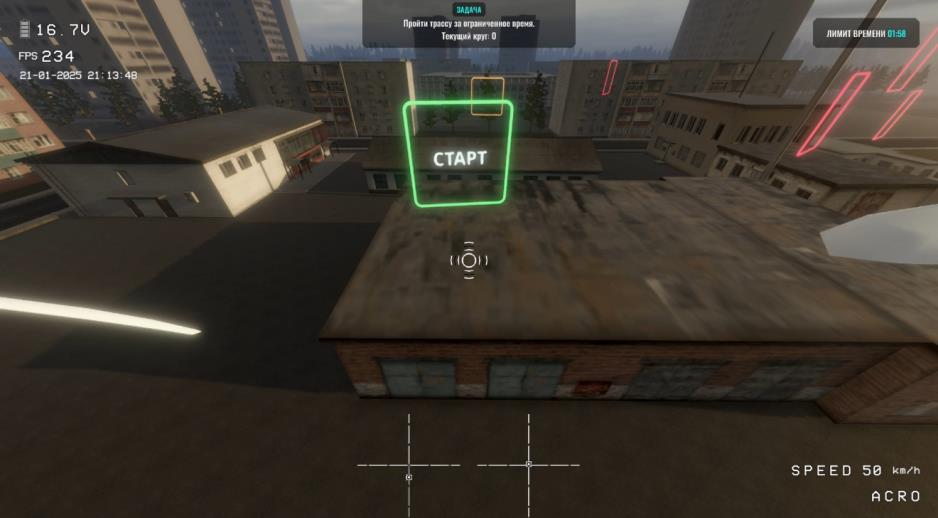 16.7V
FPS 234
21-01-2025 21:13:48
ЗАДАЧА
Пройти трассу за ограниченное время.
Текущий круг: 0
ЛИМИТ ВРЕМЕНИ 01:58
СТАРТ
SPEED 50 km/h
ACRO